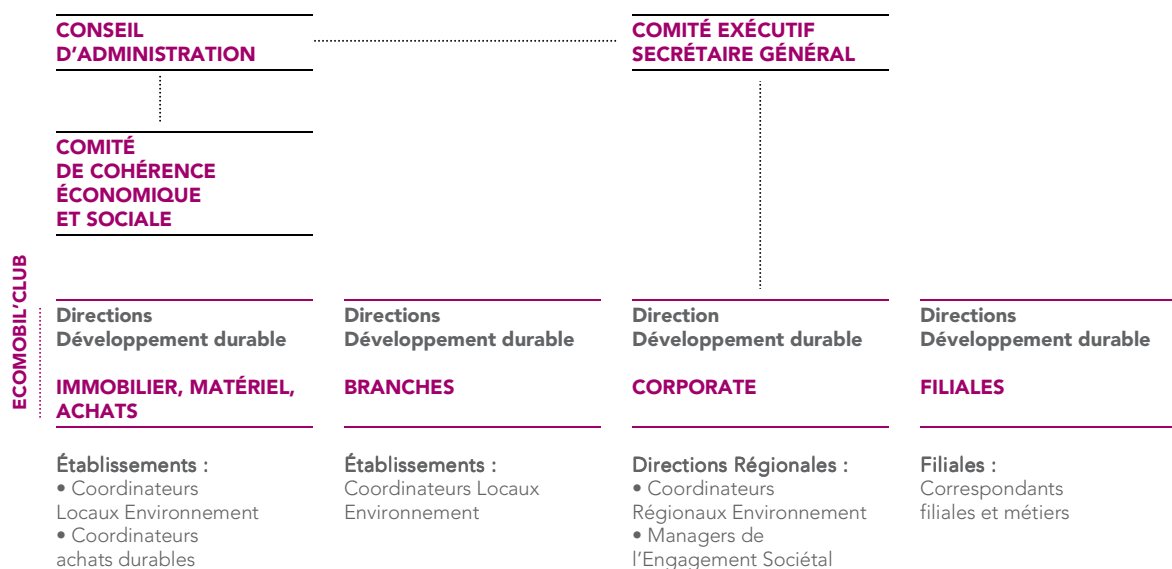 CONSEIL
D'ADMINISTRATION
COMITÉ EXÉCUTIF
SECRÉTAIRE GÉNÉRAL
COMITÉ
DE COHÉRENCE
ÉCONOMIQUE
ET SOCIALE
ECOMOBIL'CLUB
Directions
Développement durable
IMMOBILIER, MATÉRIEL,
ACHATS
Directions
Développement durable
BRANCHES
Direction
Développement durable
CORPORATE
Directions
Développement durable
FILIALES
Établissements :
• Coordinateurs
Locaux Environnement
• Coordinateurs
achats durables
Établissements :
Coordinateurs Locaux
Environnement
Directions Régionales :
• Coordinateurs
Régionaux Environnement
• Managers de
l'Engagement Sociétal
Filiales :
Correspondants
filiales et métiers